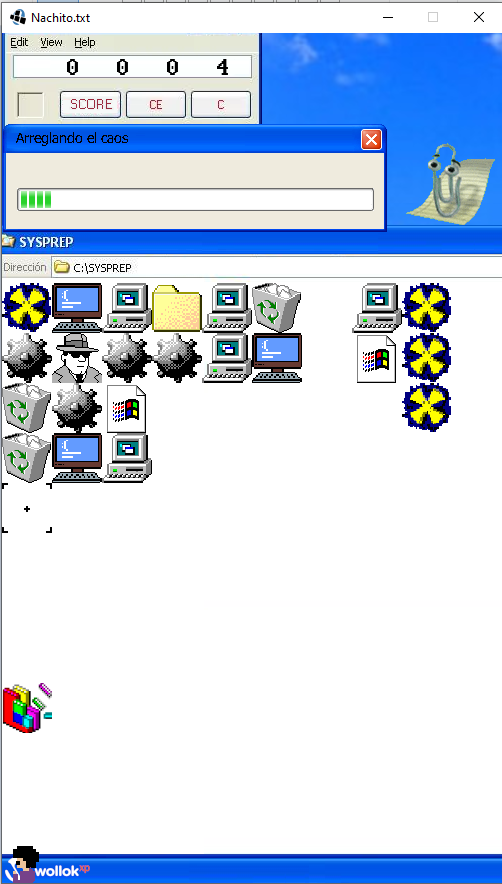 Nachito.txt
Edit View Help
0 0 0 4
SCORE CE C
Arreglando el caos
SYSPREP
Dirección C:\SYSPREP
wollok xp